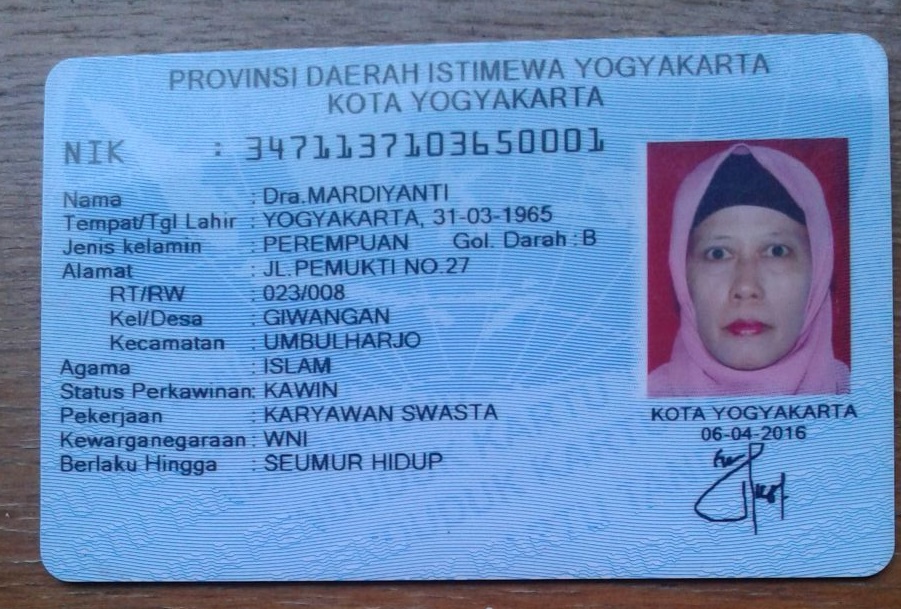 PROVINSI DAERAH ISTIMEWA YOGYAKARTA
KOTA YOGYAKARTA
NIK : 3471137103650001
Nama : Dra.MARDIYANTI
Tempat/Tgl Lahir : YOGYAKARTA, 31-03-1965
Jenis kelamin : PEREMPUAN Gol. Darah : B
Alamat : JL.PEMUKTI NO.27
RT/RW : 023/008
Kel/Desa : GIWANGAN
Kecamatan : UMBULHARJO
Agama : ISLAM
Status Perkawinan: KAWIN
Pekerjaan : KARYAWAN SWASTA
Kewarganegaraan : WNI
Berlaku Hingga : SEUMUR HIDUP
KOTA YOGYAKARTA
06-04-2016